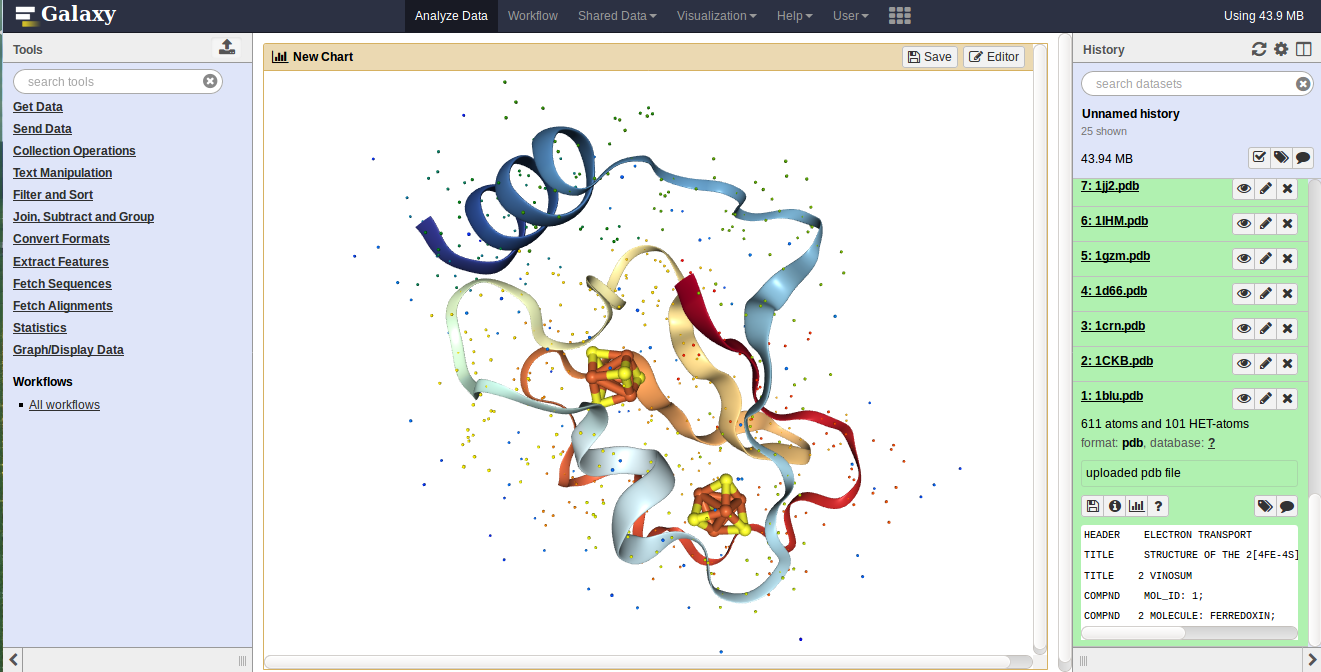 Galaxy
Analyze Data Workflow Shared Data Visualization Help User
Using 43.9 MB
Tools
search tools
Get Data
Send Data
Collection Operations
Text Manipulation
Filter and Sort
Join, Subtract and Group
Convert Formats
Extract Features
Fetch Sequences
Fetch Alignments
Statistics
Graph/Display Data
Workflows
All workflows
New Chart
Save
Editor
History
search datasets
Unnamed history
25 shown
43.94 MB
7: 1jj2.pdb
6: 1IHM.pdb
5: 1gzm.pdb
4: 1d66.pdb
3: 1crn.pdb
2: 1CKB.pdb
1: 1blu.pdb
611 atoms and 101 HET-atoms
format: pdb, database: ?
uploaded pdb file
?
HEADER ELECTRON TRANSPORT
TITLE STRUCTURE OF THE 2[4FE-4S]
TITLE 2 VINOSUM
COMPND MOL_ID: 1;
COMPND 2 MOLECULE: FERREDOXIN;